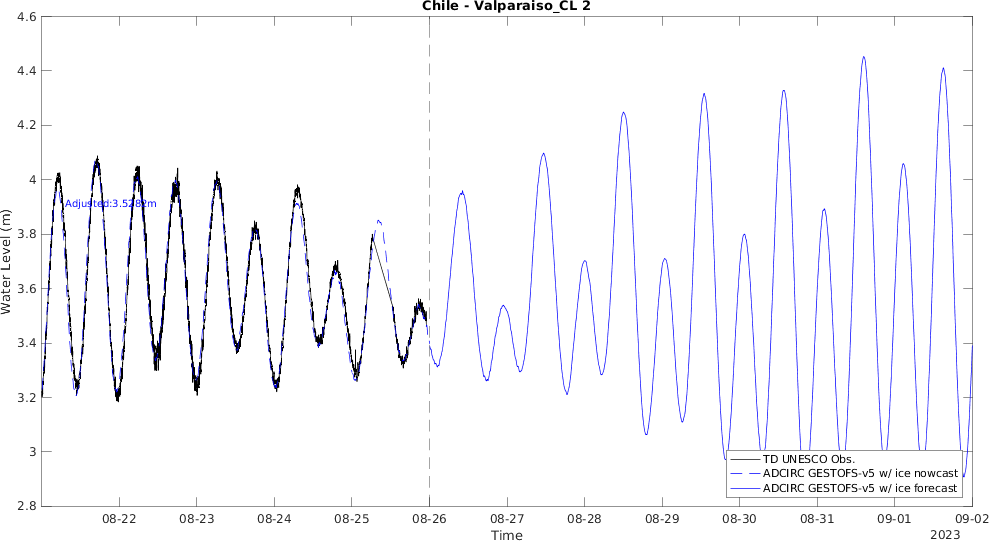 Chile - Valparaiso_CL 2
4.6
4.4
4.2
4
3.8
3.6
3.4
3.2
3
2.8
Water Level (m)
Adjusted:3.5282m
TD UNESCO Obs.
ADCIRC GESTOFS-v5 w/ ice nowcast
ADCIRC GESTOFS-v5 w/ ice forecast
08-22 08-23 08-24 08-25 08-26 08-27 08-28 08-29 08-30 08-31 09-01 09-02
Time
2023